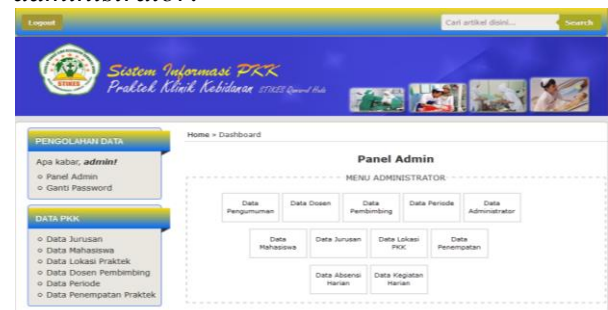 administrator.
Logout
Cari artikel disini...
Search
Sistem Informasi PKK
Praktek Klinik Kebidanan STIKES
STIKES
PENGOLAHAN DATA
Apa kabar, admin!
Panel Admin
Ganti Password
DATA PKK
Data Jurusan
Data Mahasiswa
Data Lokasi Praktek
Data Dosen Pembimbing
Data Periode
Data Penempatan Praktek
Home > Dashboard
Panel Admin
MENU ADMINISTRATOR
Data
Pengumuman
Data Dosen
Data
Pembimbing
Data Periode
Data
Administrator
Data
Mahasiswa
Data Jurusan
Data Lokasi
PKK
Data
Penempatan
Data Absensi
Harian
Data Kegiatan
Harian